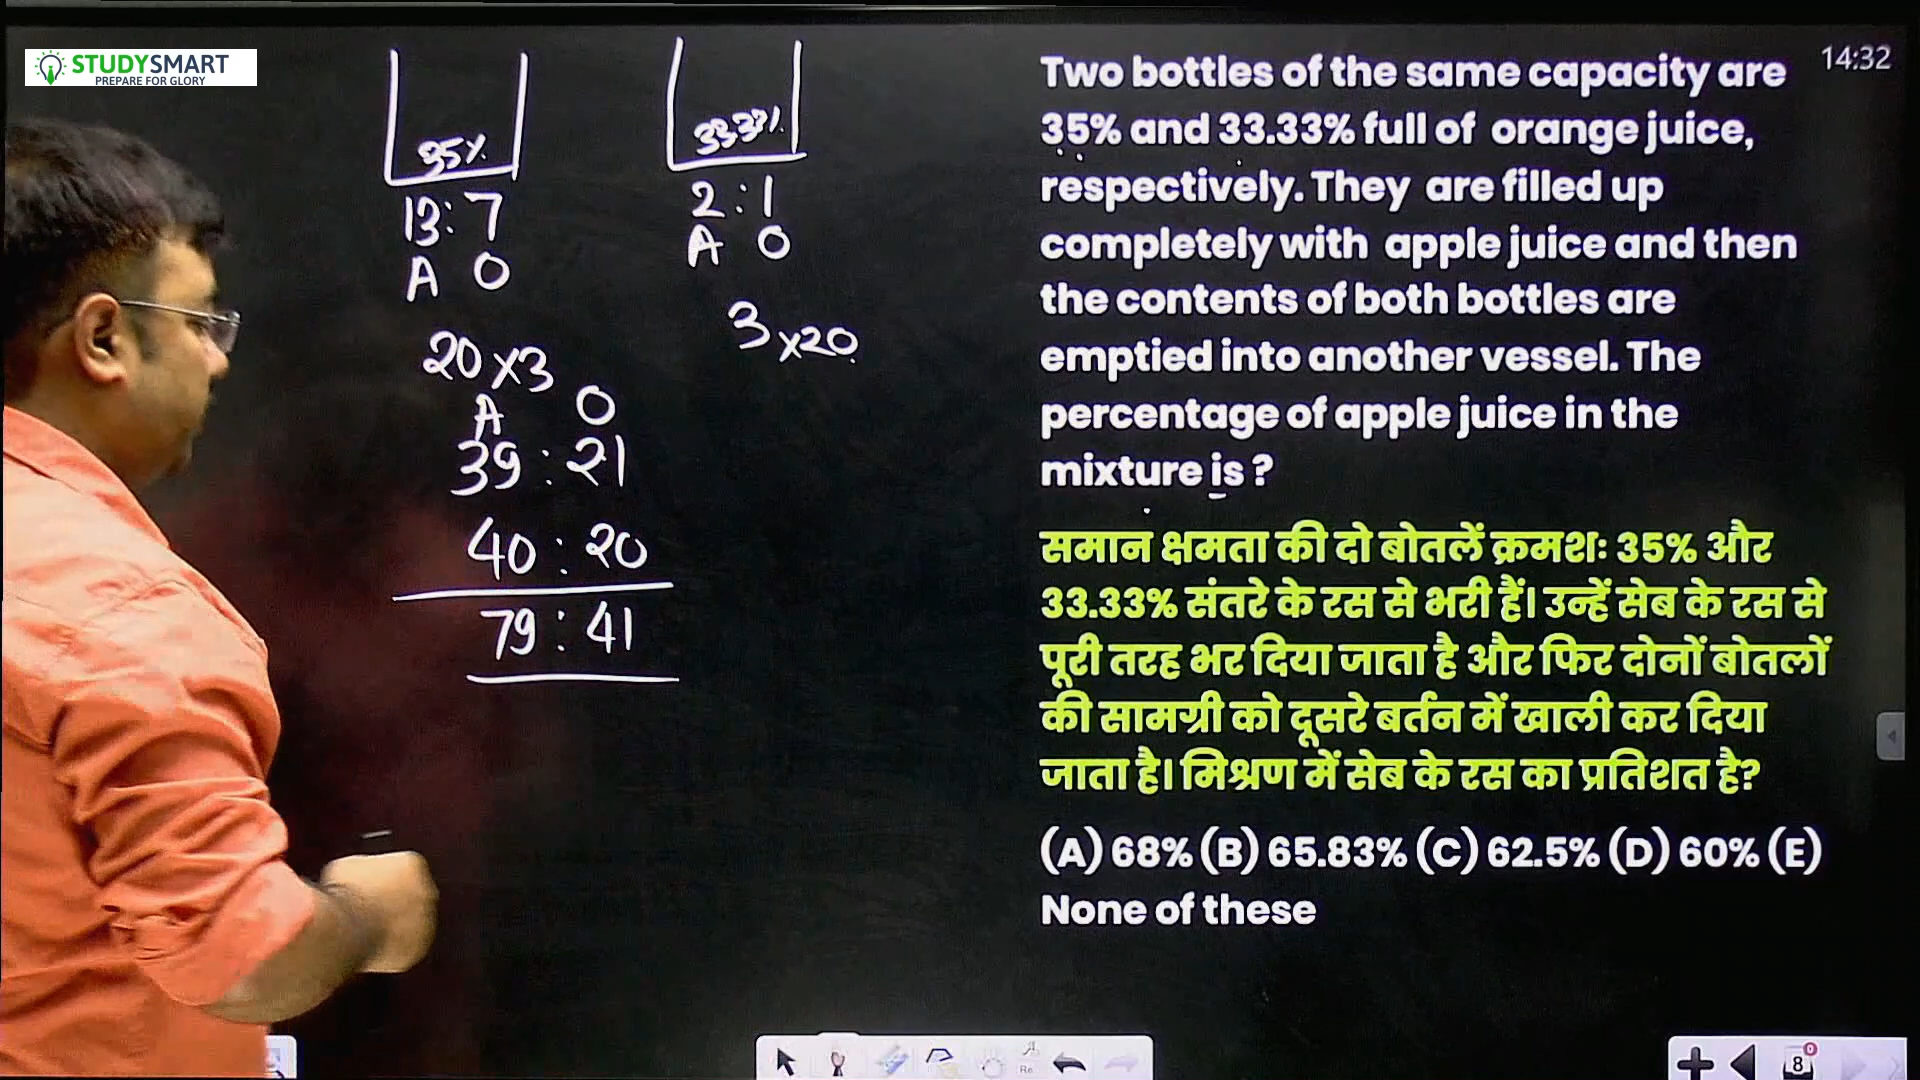 STUDYSMART
PREPARE FOR GLORY
14:32
35%
33.33%
13:7
A O
2:1
A O
20x3
3x20
A O
39:21
40:20
79:41
Two bottles of the same capacity are
35% and 33.33% full of orange juice,
respectively. They are filled up
completely with apple juice and then
the contents of both bottles are
emptied into another vessel. The
percentage of apple juice in the
mixture is ?
समान क्षमता की दो बोतलें क्रमशः 35% और
33.33% संतरे के रस से भरी हैं। उन्हें सेब के रस से
पूरी तरह भर दिया जाता है और फिर दोनों बोतलों
की सामग्री को दूसरे बर्तन में खाली कर दिया
जाता है। मिश्रण में सेब के रस का प्रतिशत है?
(A) 68% (B) 65.83% (C) 62.5% (D) 60% (E)
None of these
8
0